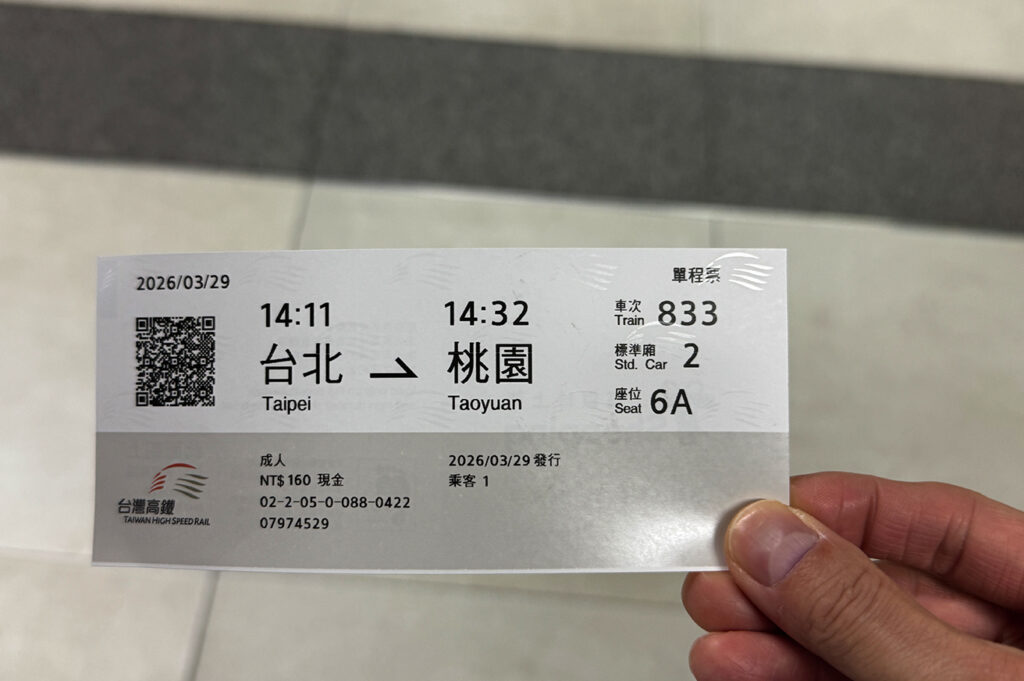 2026/03/29
單程票
14:11
14:32
台北
桃園
Taipei
Taoyuan
車次
Train 833
標準廂
Std. Car 2
座位
Seat 6A
成人
NT$ 160 現金
02-2-05-0-088-0422
07974529
2026/03/29 發行
乘客 1
台灣高鐵
TAIWAN HIGH SPEED RAIL